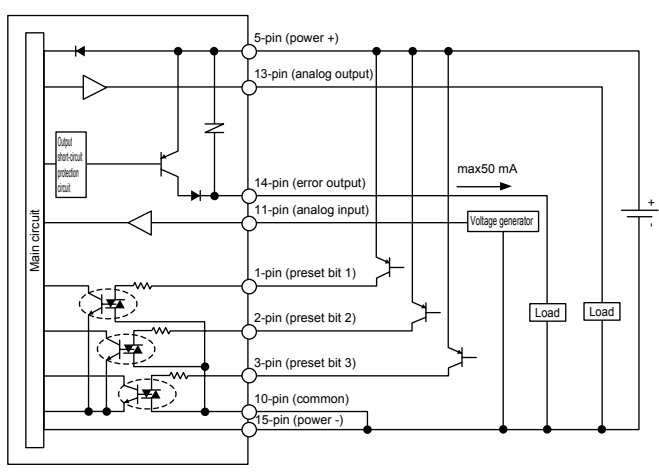 5-pin (power +)
13-pin (analog output)
Output
short-circuit
protection
circuit
14-pin (error output)
max50 mA
11-pin (analog input)
Voltage generator
+
-
Main circuit
1-pin (preset bit 1)
2-pin (preset bit 2)
Load
Load
3-pin (preset bit 3)
10-pin (common)
15-pin (power -)